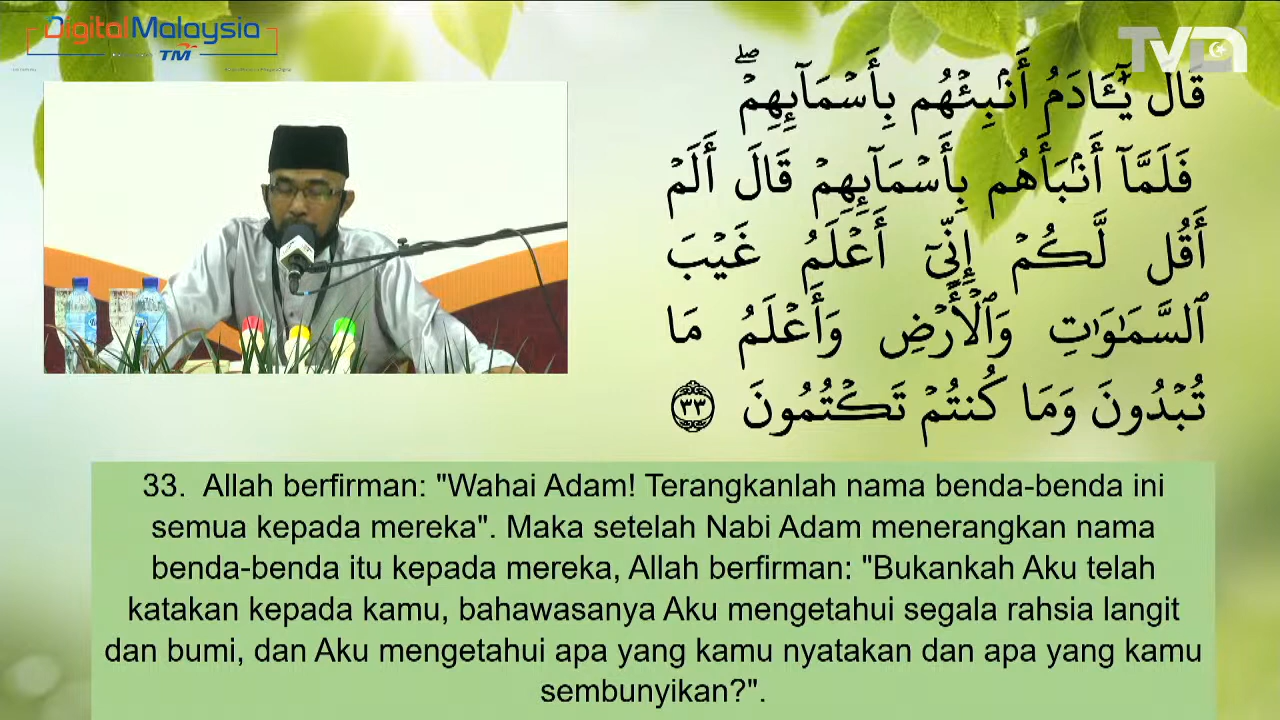 DigitalMalaysia
TM
TVD
قَالَ يَٰٓـَٔادَمُ أَنۢبِئْهُم بِأَسْمَآئِهِمْ ۖ
فَلَمَّآ أَنۢبَأَهُم بِأَسْمَآئِهِمْ قَالَ أَلَمْ
أَقُل لَّكُمْ إِنِّىٓ أَعْلَمُ غَيْبَ
ٱلسَّمَٰوَٰتِ وَٱلْأَرْضِ وَأَعْلَمُ مَا
تُبْدُونَ وَمَا كُنتُمْ تَكْتُمُونَ ٣٣
33. Allah berfirman: "Wahai Adam! Terangkanlah nama benda-benda ini
semua kepada mereka". Maka setelah Nabi Adam menerangkan nama
benda-benda itu kepada mereka, Allah berfirman: "Bukankah Aku telah
katakan kepada kamu, bahawasanya Aku mengetahui segala rahsia langit
dan bumi, dan Aku mengetahui apa yang kamu nyatakan dan apa yang kamu
sembunyikan?".